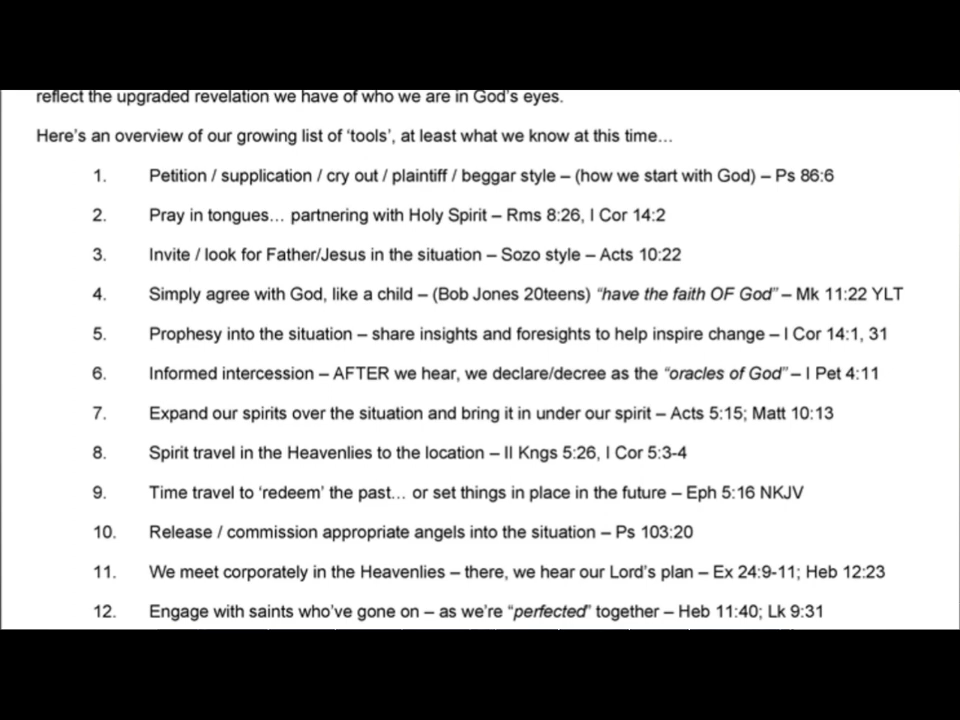 reflect the upgraded revelation we have of who we are in God's eyes.
Here's an overview of our growing list of 'tools', at least what we know at this time…
1. Petition / supplication / cry out / plaintiff / beggar style – (how we start with God) – Ps 86:6
2. Pray in tongues… partnering with Holy Spirit – Rms 8:26, I Cor 14:2
3. Invite / look for Father/Jesus in the situation – Sozo style – Acts 10:22
4. Simply agree with God, like a child – (Bob Jones 20teens) "have the faith OF God" – Mk 11:22 YLT
5. Prophesy into the situation – share insights and foresights to help inspire change – I Cor 14:1, 31
6. Informed intercession – AFTER we hear, we declare/decree as the "oracles of God" – I Pet 4:11
7. Expand our spirits over the situation and bring it in under our spirit – Acts 5:15; Matt 10:13
8. Spirit travel in the Heavenlies to the location – II Kngs 5:26, I Cor 5:3-4
9. Time travel to 'redeem' the past… or set things in place in the future – Eph 5:16 NKJV
10. Release / commission appropriate angels into the situation – Ps 103:20
11. We meet corporately in the Heavenlies – there, we hear our Lord's plan – Ex 24:9-11; Heb 12:23
12. Engage with saints who've gone on – as we're "perfected" together – Heb 11:40; Lk 9:31